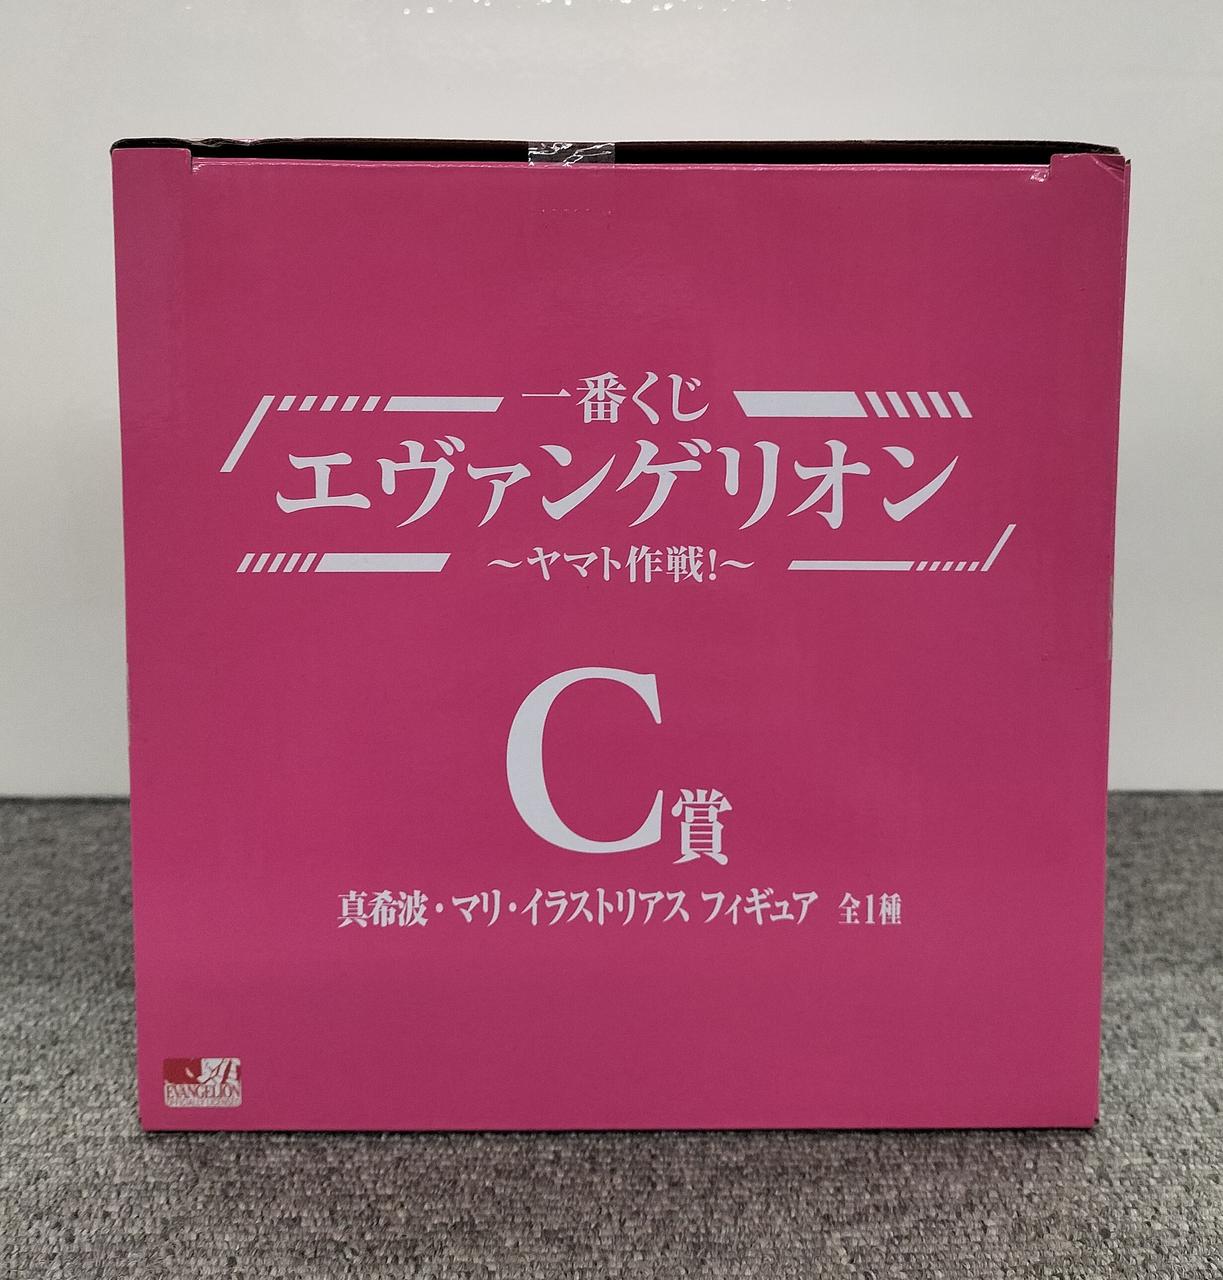 一番くじ
エヴァンゲリオン
～ヤマト作戦!～
C賞
真希波・マリ・イラストリアス フィギュア 全1種
EVANGELION
OFFICIALLY LICENSED